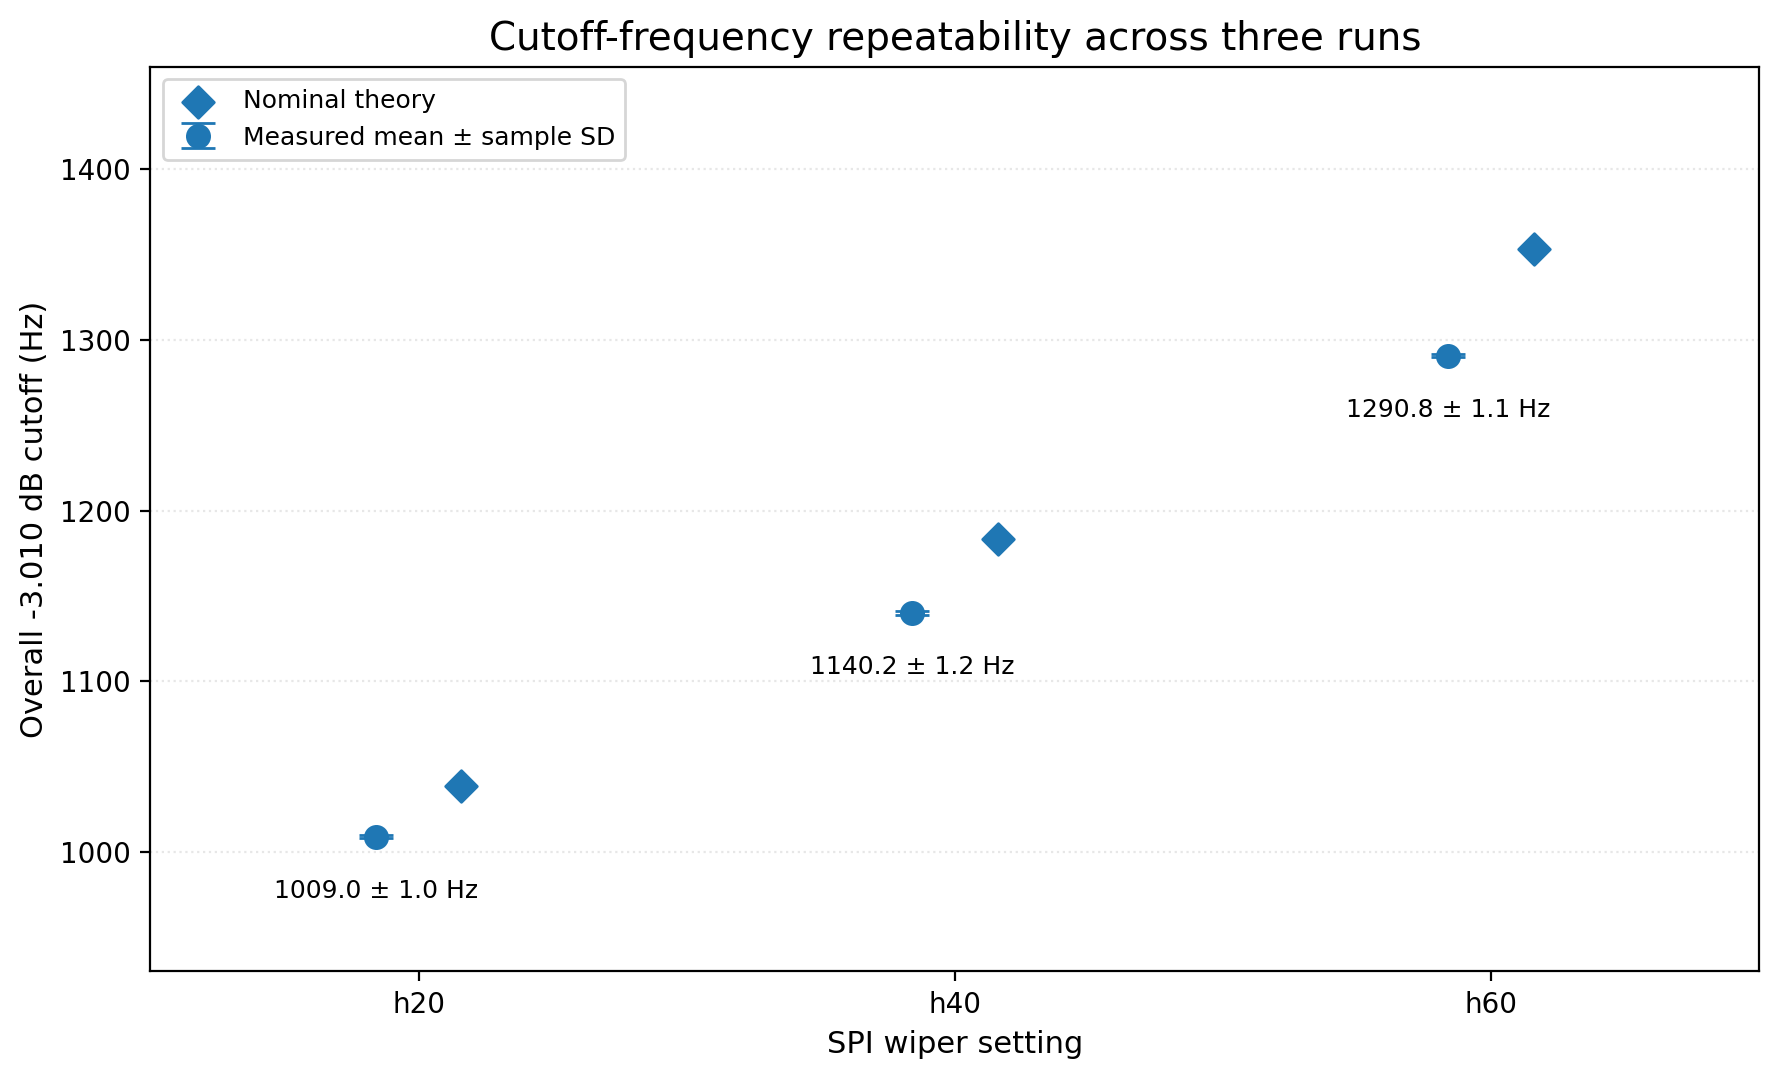 Cutoff-frequency repeatability across three runs
Nominal theory
Measured mean ± sample SD
Overall -3.010 dB cutoff (Hz)
1400
1300
1200
1100
1000
1290.8 ± 1.1 Hz
1140.2 ± 1.2 Hz
1009.0 ± 1.0 Hz
h20
h40
h60
SPI wiper setting